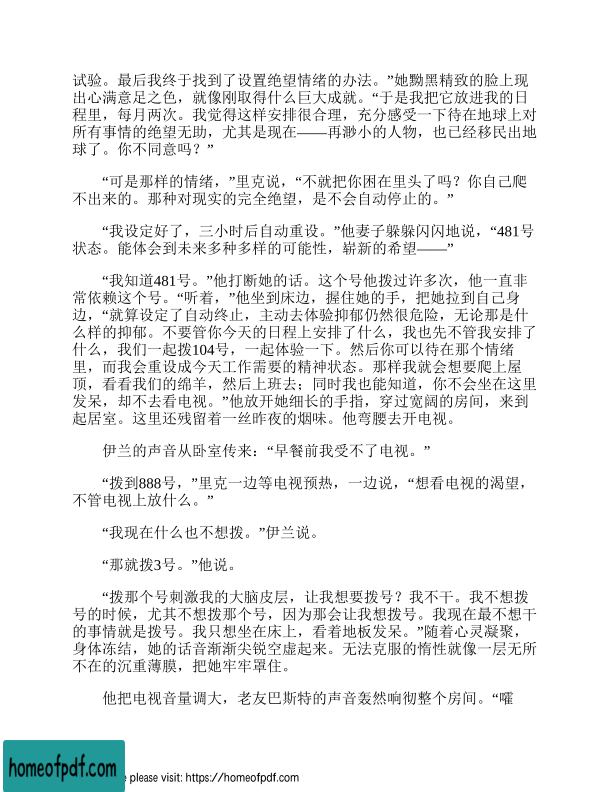 试验。最后我终于找到了设置绝望情绪的办法。”她黝黑精致的脸上现
出心满意足之色，就像刚取得什么巨大成就。“于是我把它放进我的日
程里，每月两次。我觉得这样安排很合理，充分感受一下待在地球上对
所有事情的绝望无助，尤其是现在——再渺小的人物，也已经移民出地
球了。你不同意吗？”
“可是那样的情绪，”里克说，“不就把你困在里头了吗？你自己爬
不出来的。那种对现实的完全绝望，是不会自动停止的。”
“我设定好了，三小时后自动重设。”他妻子躲躲闪闪地说，“481号
状态。能体会到未来多种多样的可能性，崭新的希望——”
“我知道481号。”他打断她的话。这个号他拨过许多次，他一直非
常依赖这个号。“听着，”他坐到床边，握住她的手，把她拉到自己身
边，“就算设定了自动终止，主动去体验抑郁仍然很危险，无论那是什
么样的抑郁。不要管你今天的日程上安排了什么，我也先不管我安排了
什么，我们一起拨104号，一起体验一下。然后你可以待在那个情绪
里，而我会重设成今天工作需要的精神状态。那样我就会想要爬上屋
顶，看看我们的绵羊，然后上班去；同时我也能知道，你不会坐在这里
发呆，却不去看电视。”他放开她细长的手指，穿过宽阔的房间，来到
起居室。这里还残留着一丝昨夜的烟味。他弯腰去开电视。
伊兰的声音从卧室传来：“早餐前我受不了电视。”
“拨到888号，”里克一边等电视预热，一边说，“想看电视的渴望，
不管电视上放什么。”
“我现在什么也不想拨。”伊兰说。
“那就拨3号。”他说。
“拨那个号刺激我的大脑皮层，让我想要拨号？我不干。我不想拨
号的时候，尤其不想拨那个号，因为那会让我想拨号。我现在最不想干
的事情就是拨号。我只想坐在床上，看着地板发呆。”随着心灵凝聚，
身体冻结，她的话音渐渐尖锐空虚起来。无法克服的惰性就像一层无所
不在的沉重薄膜，把她牢牢罩住。
他把电视音量调大，老友巴斯特的声音轰然响彻整个房间。“嚯
homeofpdf.com
e please visit: https://homeofpdf.com